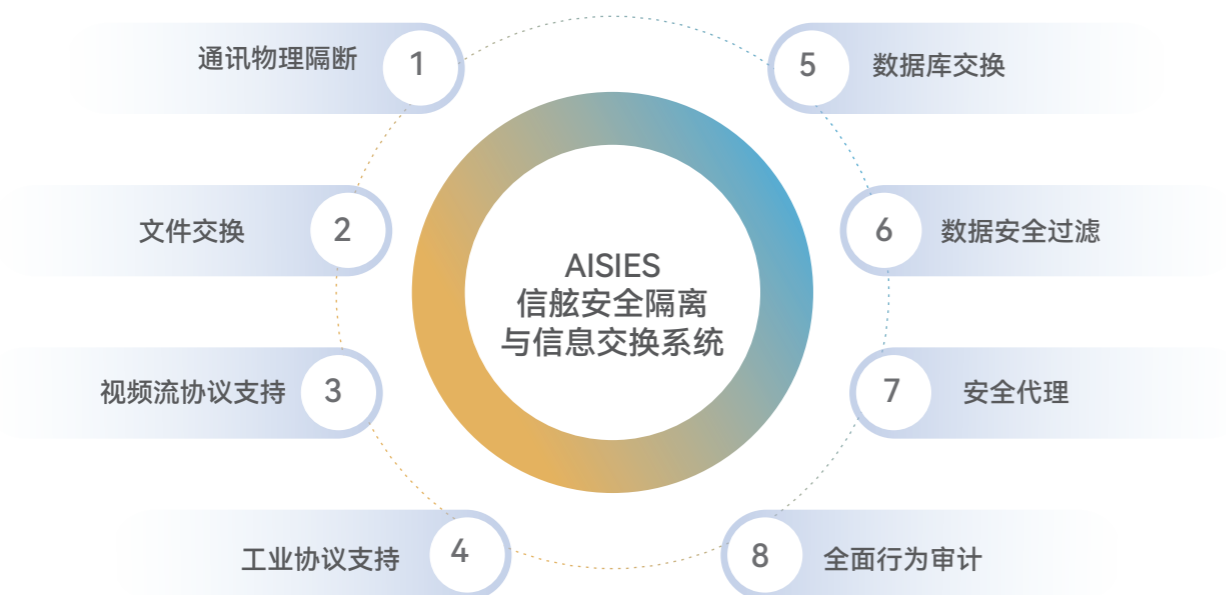 通讯物理隔断 1
文件交换 2
视频流协议支持 3
工业协议支持 4
AISIES
信舷安全隔离
与信息交换系统
5 数据库交换
6 数据安全过滤
7 安全代理
8 全面行为审计